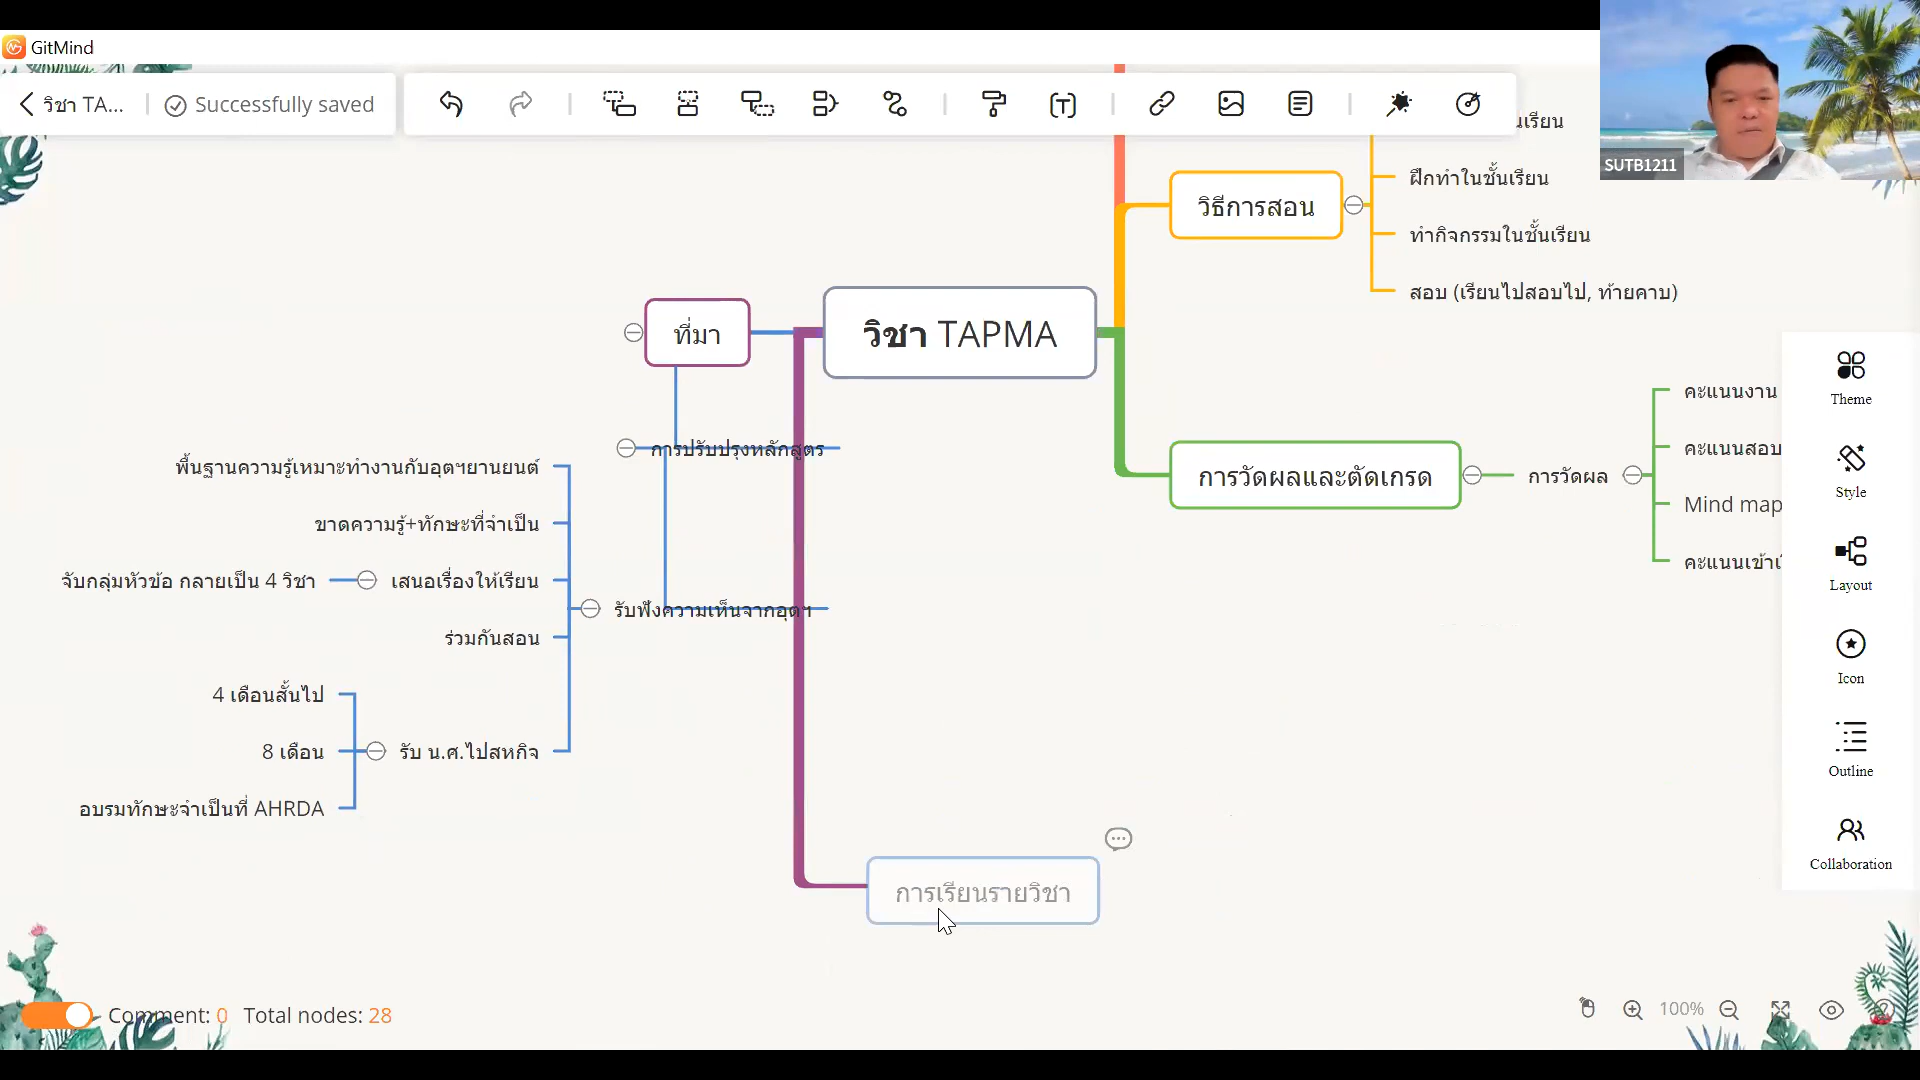 GitMind
วิชา TA...
Successfully saved
SUTB1211
ฝึกทำในชั้นเรียน
วิธีการสอน
ทำกิจกรรมในชั้นเรียน
สอบ (เรียนไปสอบไป, ท้ายคาบ)
ที่มา
วิชา TAPMA
Theme
คะแนนงาน
การปรับปรุงหลักสูตร
คะแนนสอบ
พื้นฐานความรู้เหมาะทำงานกับอุตฯยานยนต์
การวัดผลและตัดเกรด
การวัดผล
Style
Mind map
ขาดความรู้+ทักษะที่จำเป็น
จับกลุ่มหัวข้อ กลายเป็น 4 วิชา
เสนอเรื่องให้เรียน
Layout
รับฟังความเห็นจากอุตฯ
ร่วมกันสอน
Icon
4 เดือนสั้นไป
8 เดือน
รับ น.ศ.ไปสหกิจ
Outline
อบรมทักษะจำเป็นที่ AHRDA
Collaboration
การเรียนรายวิชา
Comment: 0 Total nodes: 28
100%